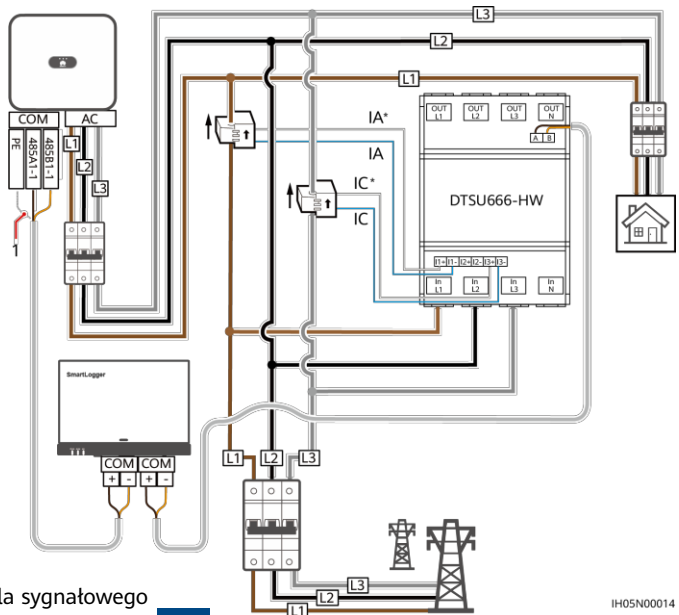 L3
L2
L1
COM
AC
PE
485A1-1
485B1-1
L1
L2
L3
1
IA*
IA
IC*
IC
OUT L1
OUT L2
OUT L3
OUT N
A B
DTSU666-HW
I1+ I1- I2+ I2- I3+ I3-
In L1
In L2
In L3
In N
SmartLogger
COM COM
+ - + -
L1
L2
L3
L3
L2
L1
la sygnałowego
IH05N00014